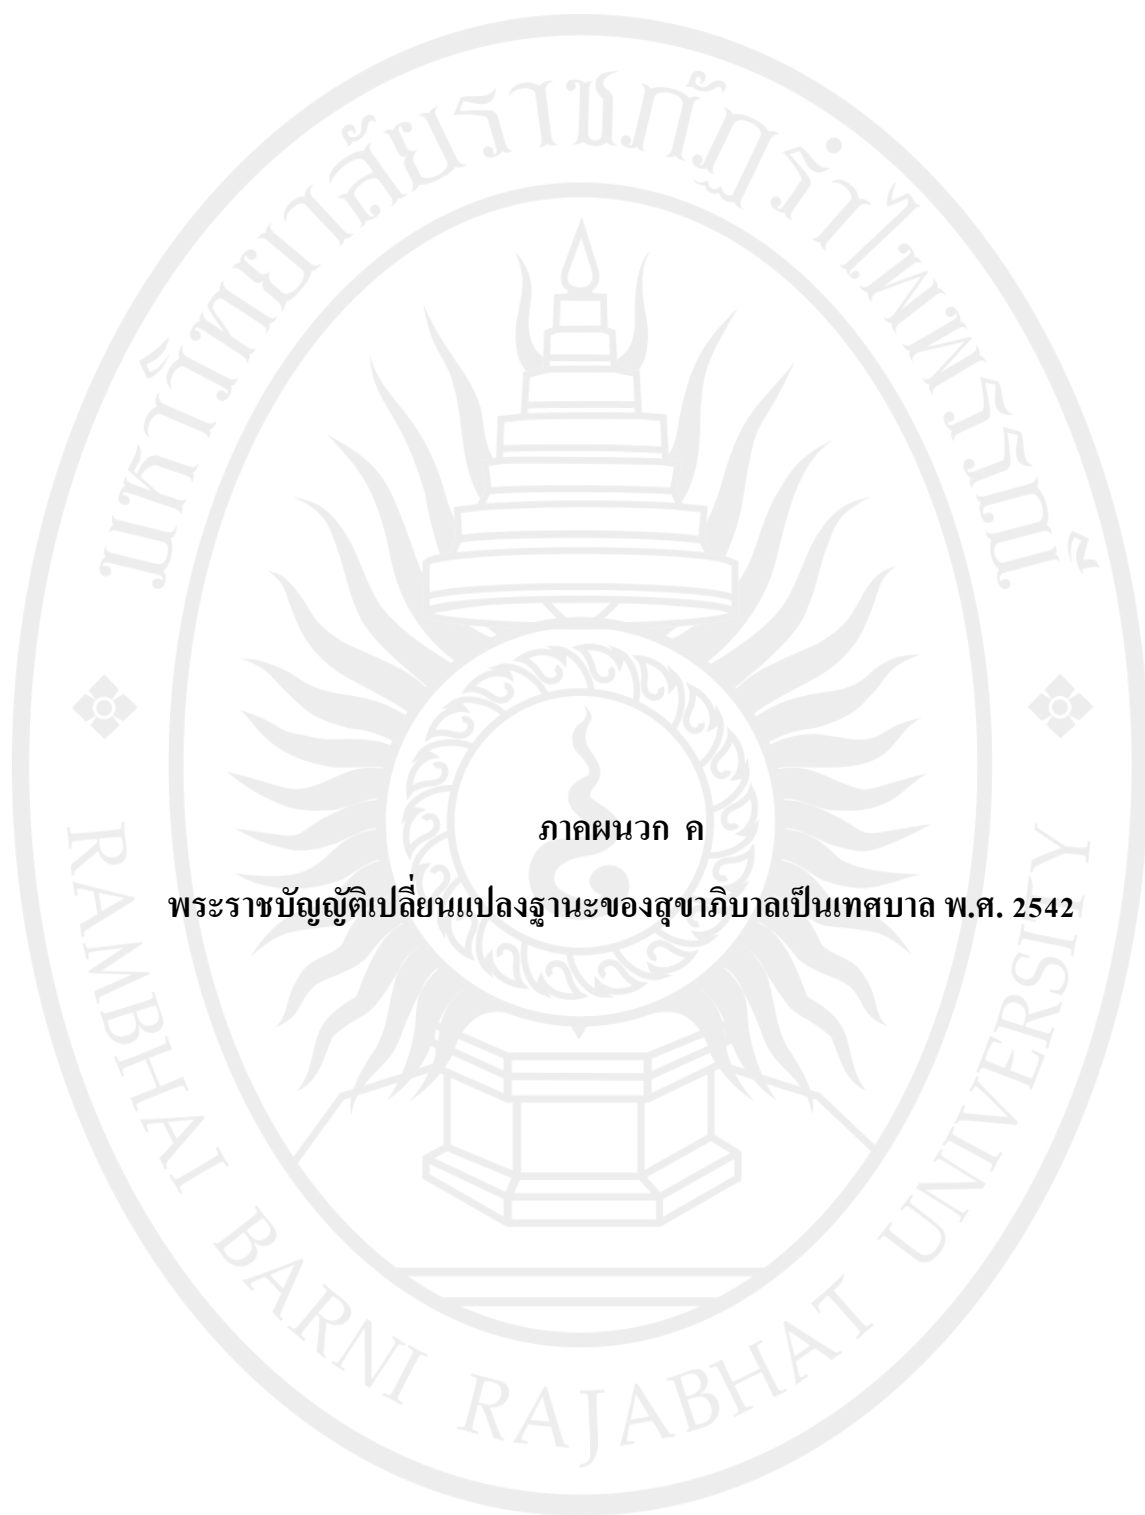 มหาวิทยาลัยราชภัฏรำไพพรรณี
ภาคผนวก ค
พระราชบัญญัติเปลี่ยนแปลงฐานะของสุขาภิบาลเป็นเทศบาล พ.ศ. 2542
RAMBHAI BARNI RAJABHAT UNIVERSITY